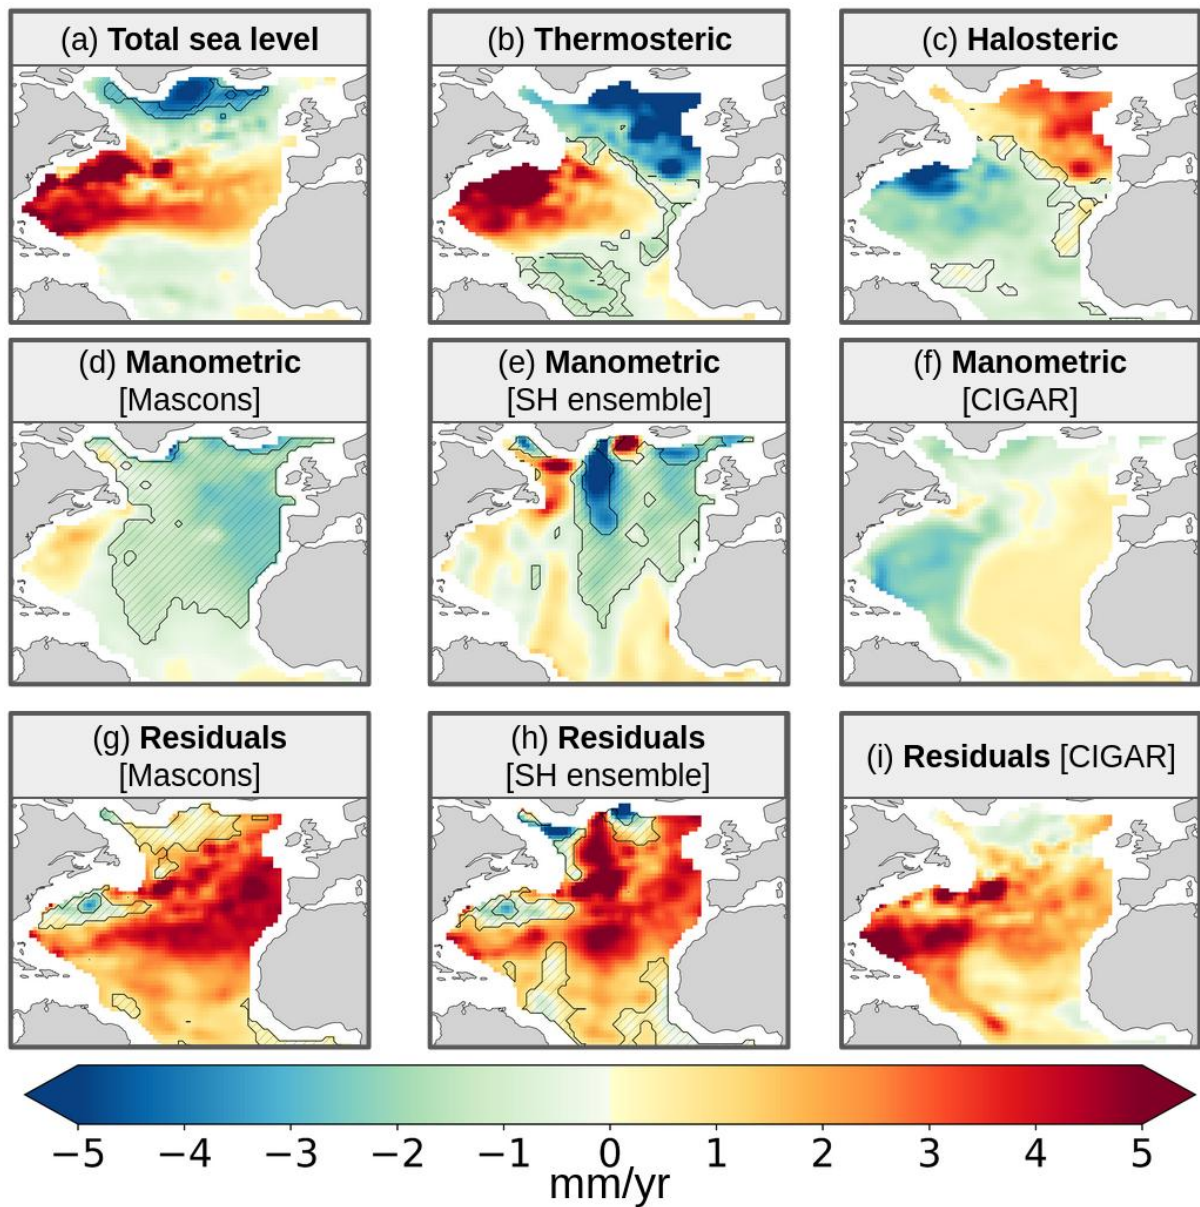 (a) Total sea level
(b) Thermosteric
(c) Halosteric
(d) Manometric
[Mascons]
(e) Manometric
[SH ensemble]
(f) Manometric
[CIGAR]
(g) Residuals
[Mascons]
(h) Residuals
[SH ensemble]
(i) Residuals [CIGAR]
−5 −4 −3 −2 −1 0 1 2 3 4 5
mm/yr